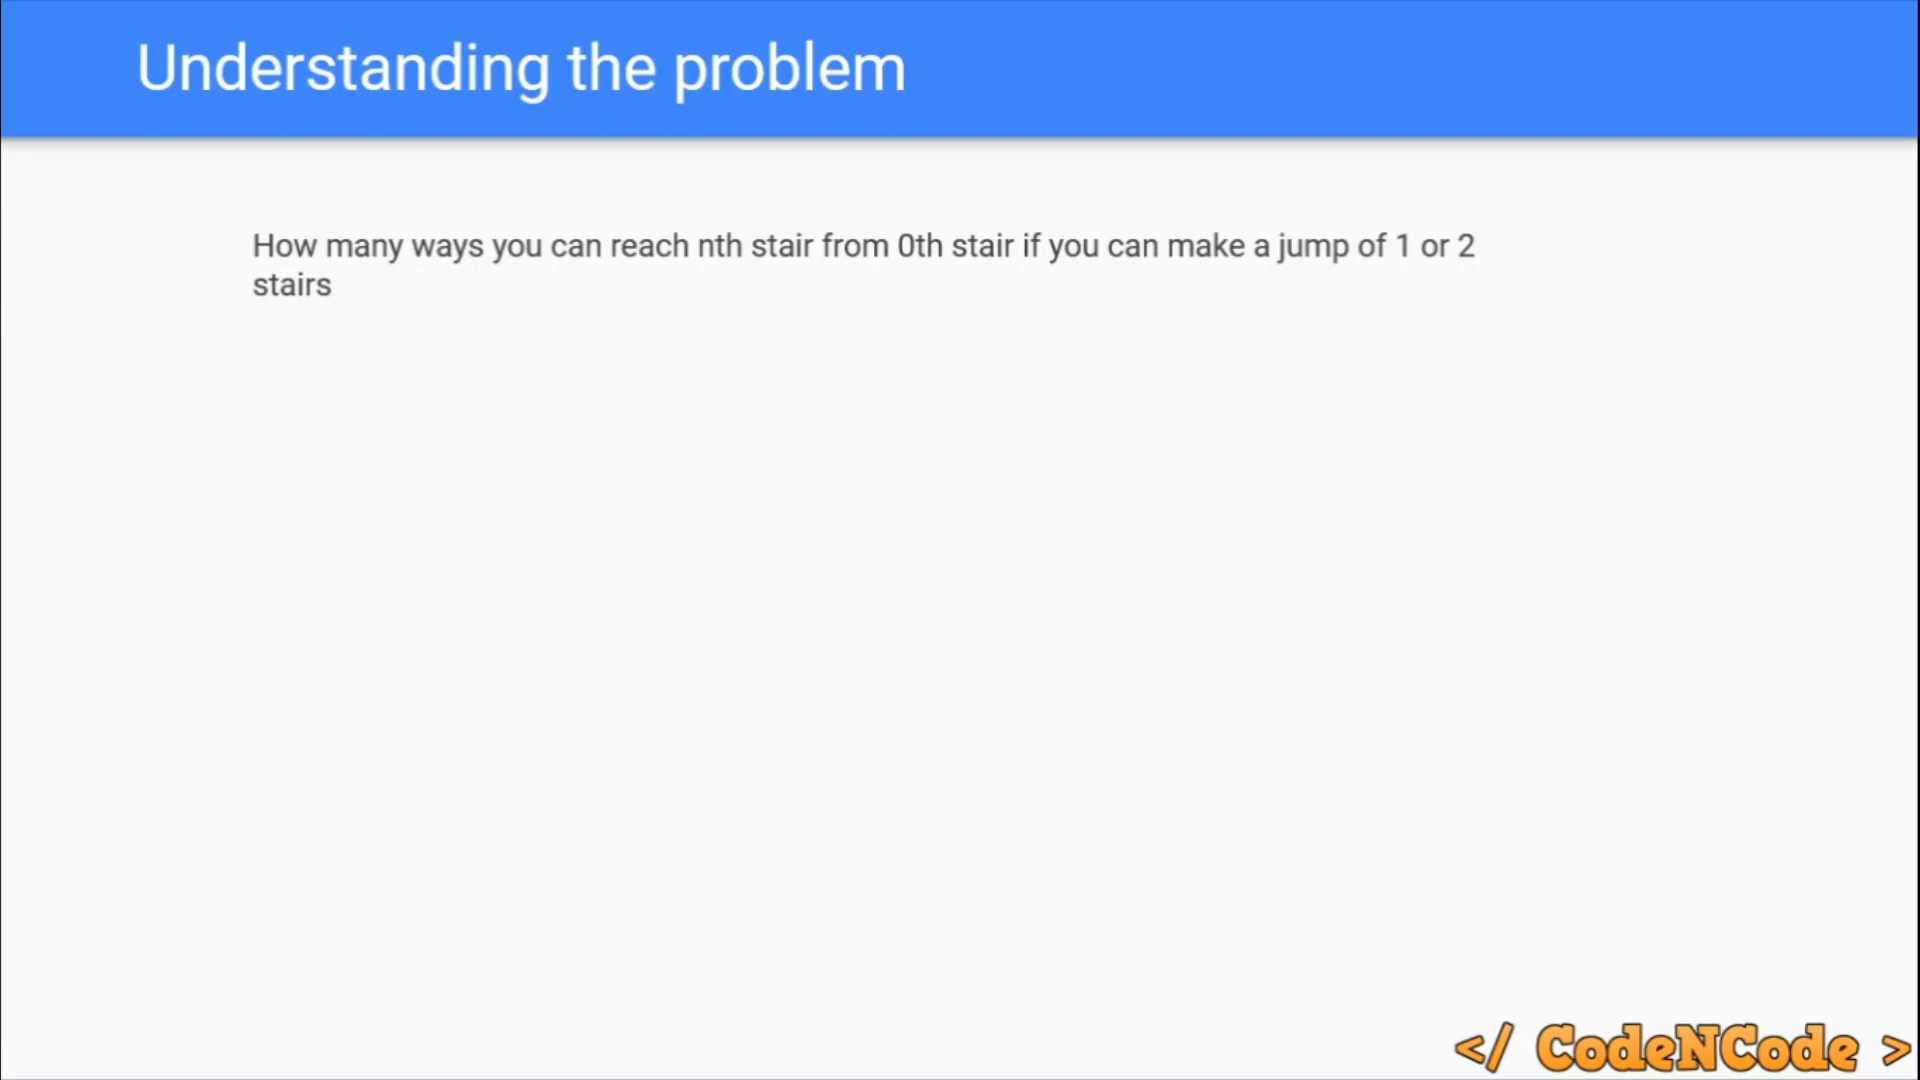 Understanding the problem
How many ways you can reach nth stair from 0th stair if you can make a jump of 1 or 2
stairs
</ CodeNCode >